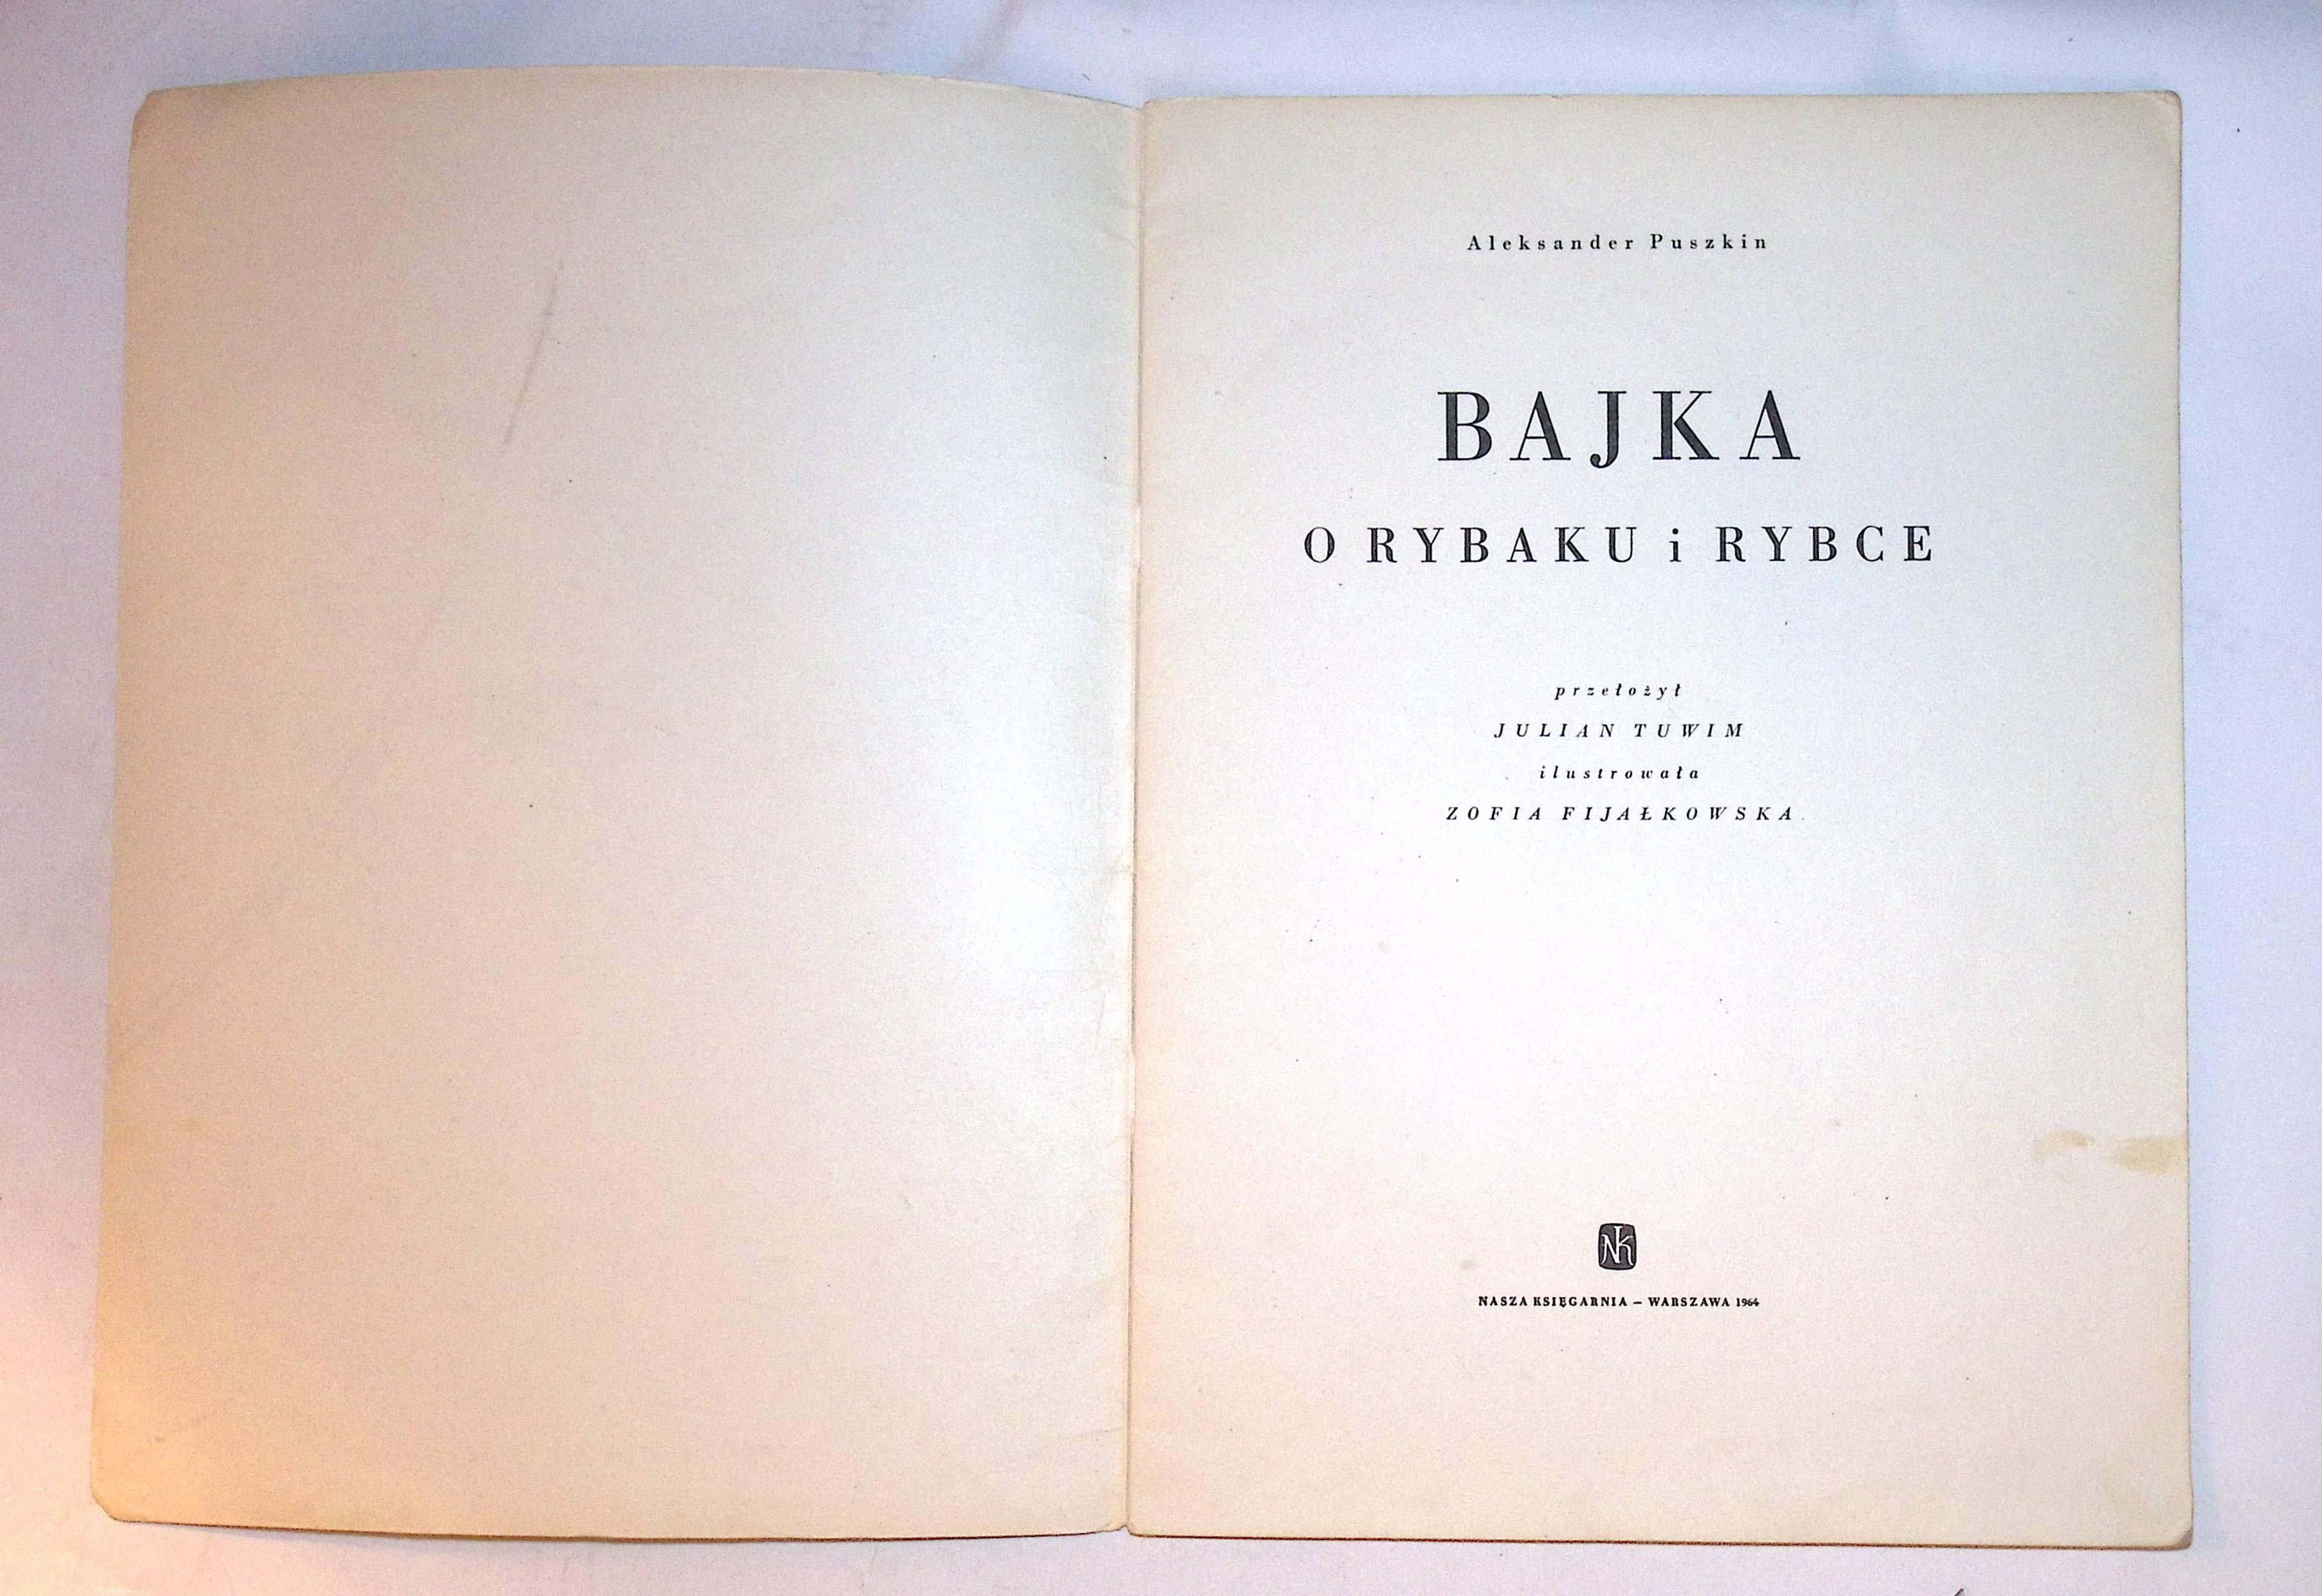 Aleksander Puszkin
BAJKA
O RYBAKU i RYBCE
przełożył
JULIAN TUWIM
ilustrowała
ZOFIA FIJAŁKOWSKA
NK
NASZA KSIĘGARNIA – WARSZAWA 1964